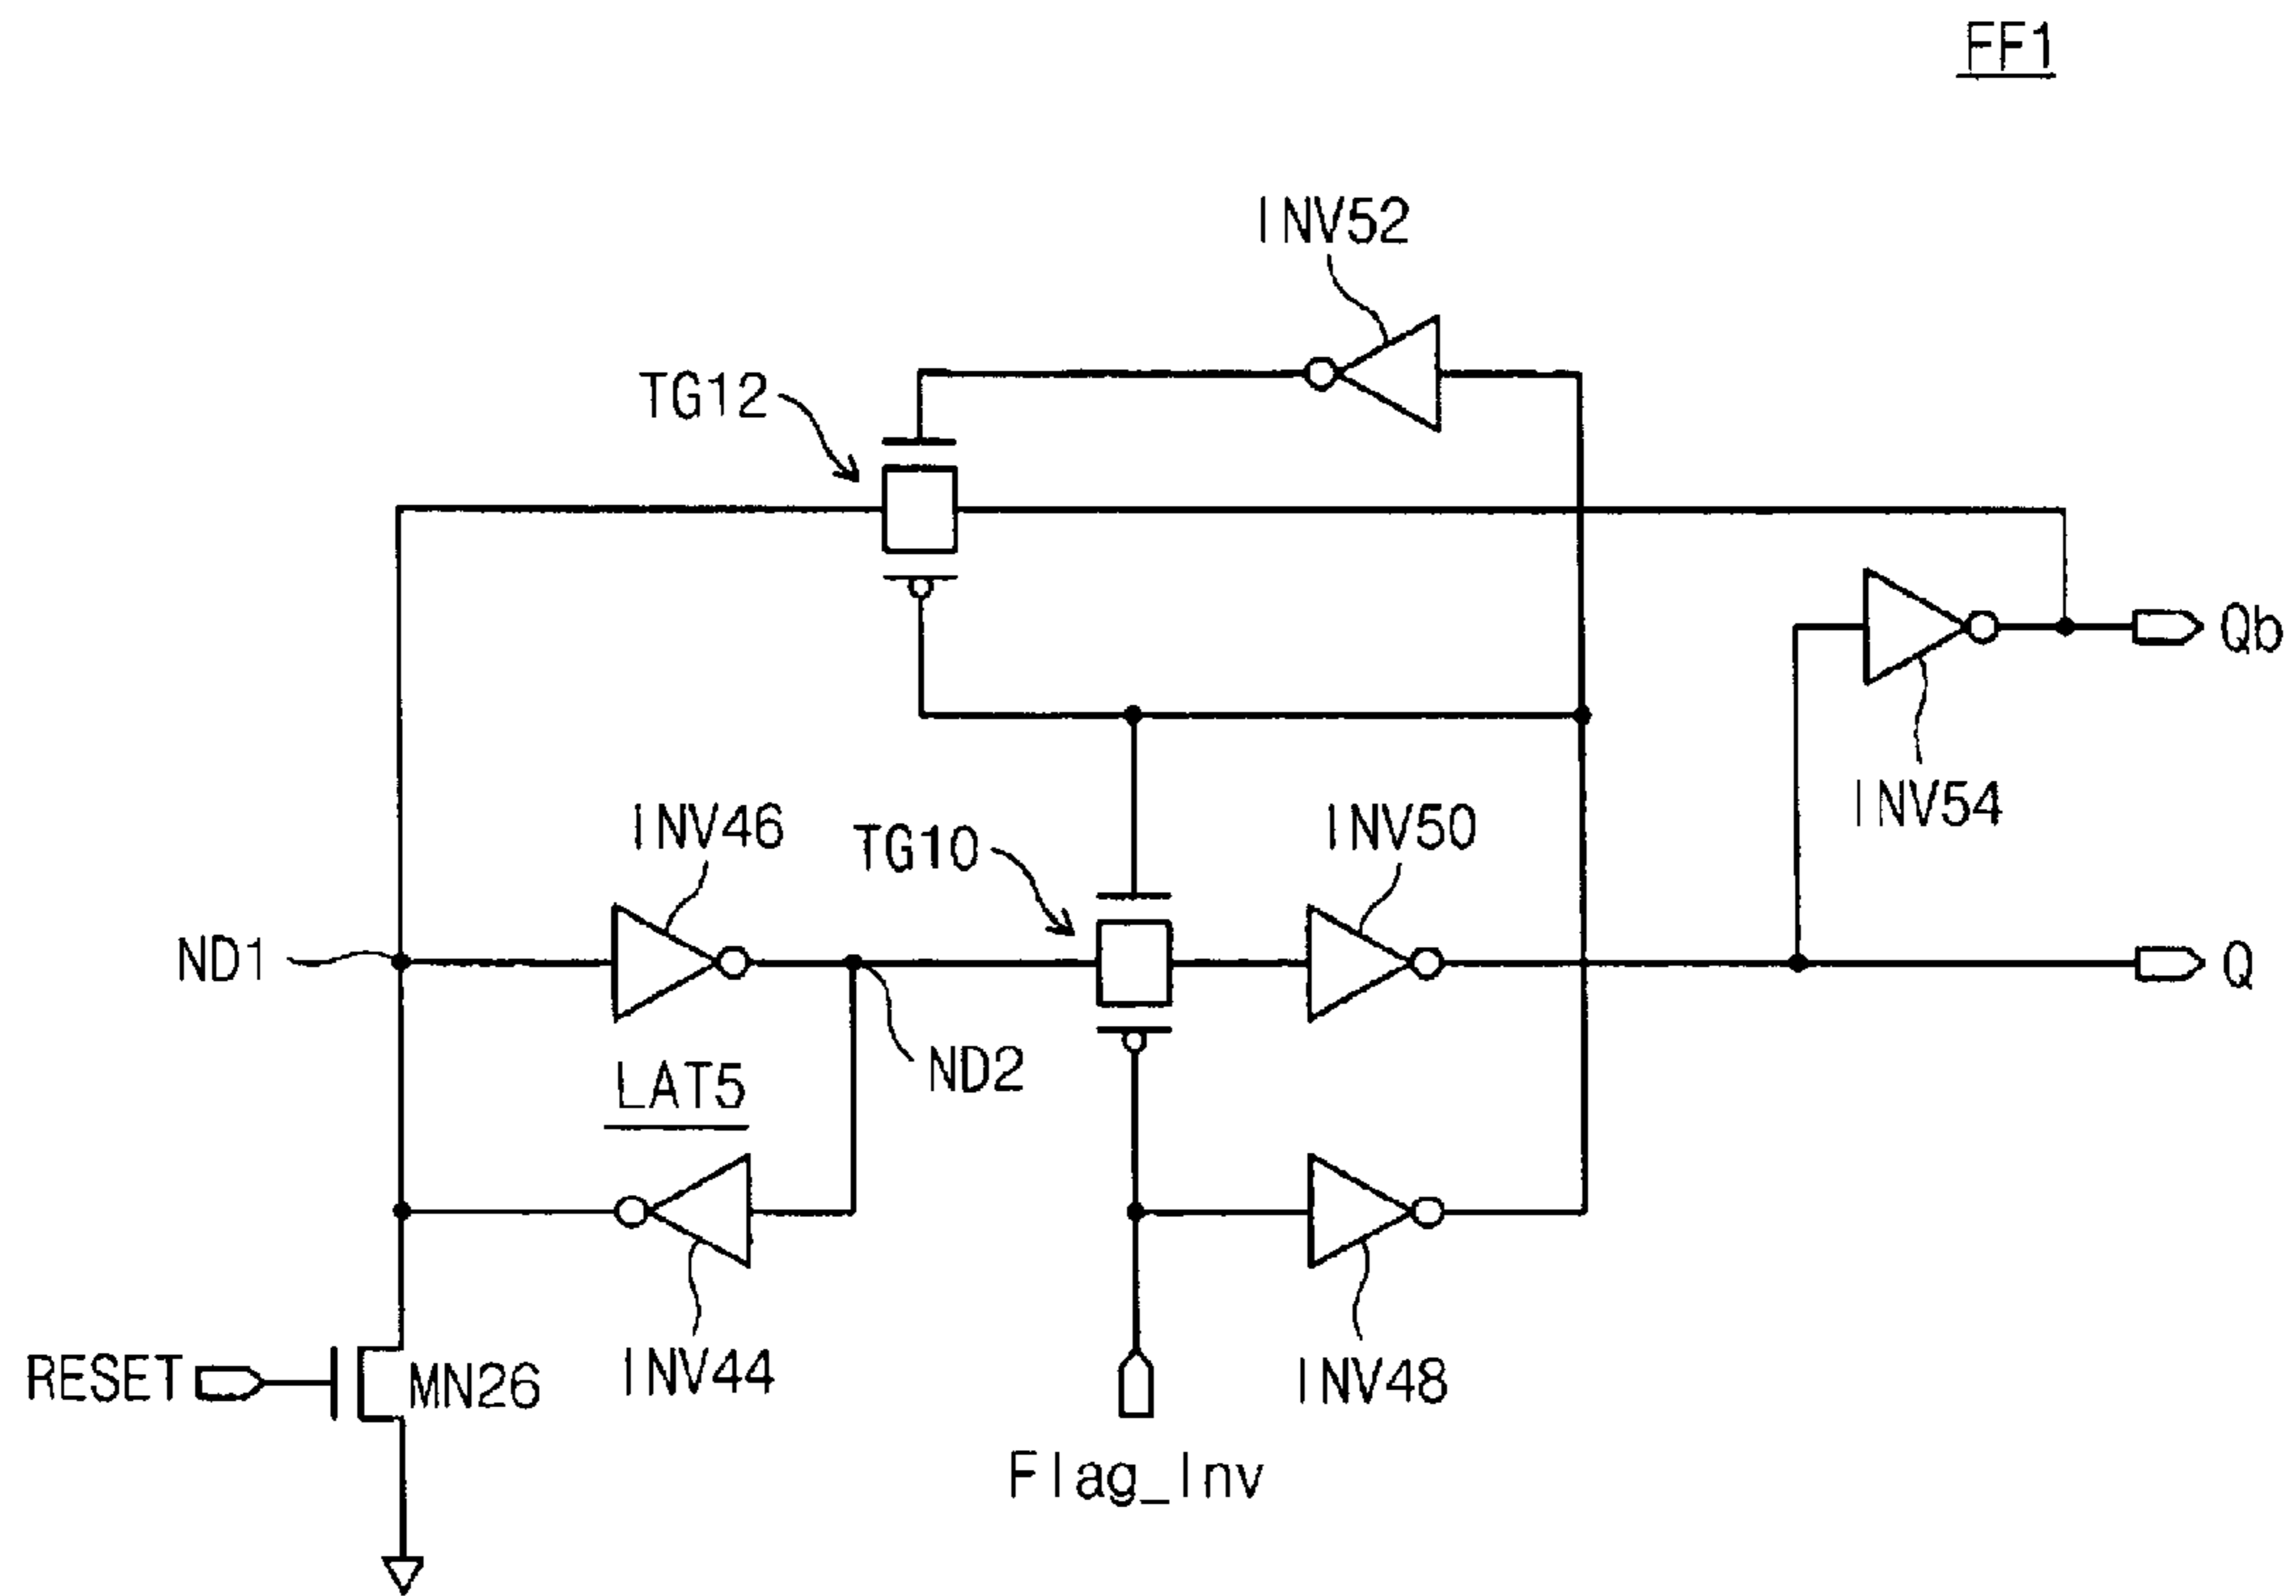 FF1
INV52
TG12
Qb
INV54
INV46
TG10
INV50
ND1
Q
ND2
LAT5
RESET
MN26
INV44
INV48
Flag_Inv